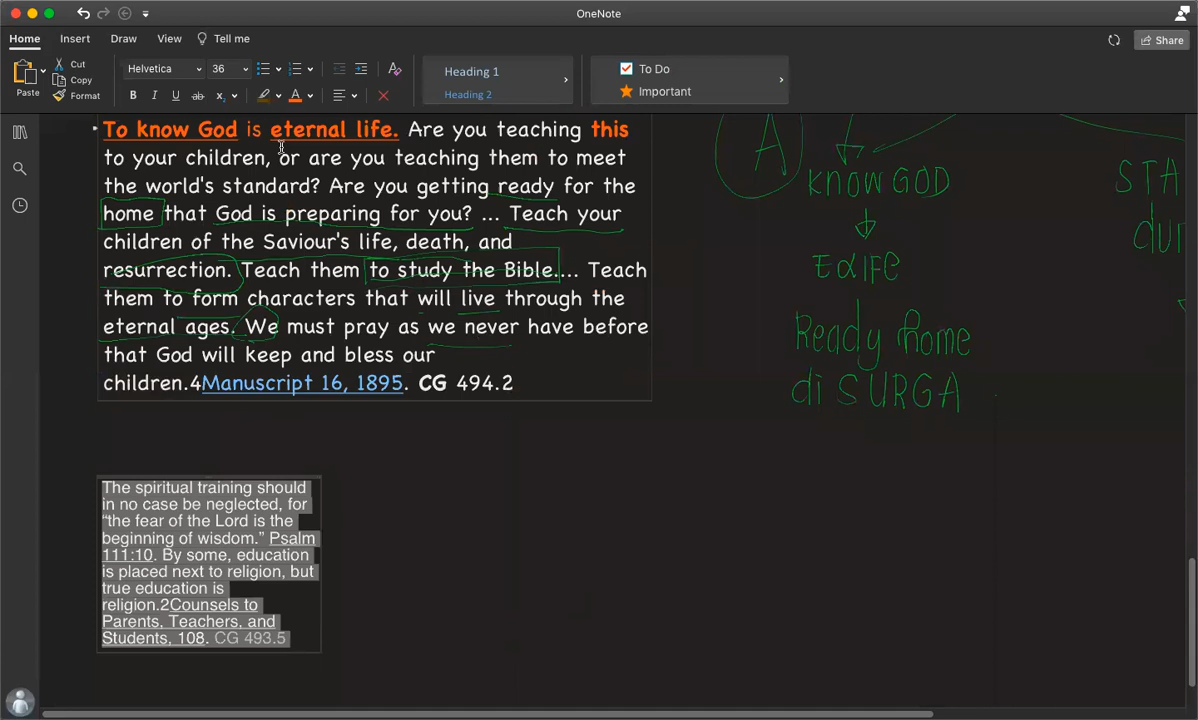 OneNote
Home Insert Draw View Tell me
Share
Paste
Cut
Copy
Format
Helvetica 36
B I U ab x A
Heading 1
Heading 2
To Do
Important
To know God is eternal life. Are you teaching this
to your children, or are you teaching them to meet
the world's standard? Are you getting ready for the
home that God is preparing for you? ... Teach your
children of the Saviour's life, death, and
resurrection. Teach them to study the Bible.... Teach
them to form characters that will live through the
eternal ages. We must pray as we never have before
that God will keep and bless our
children.4Manuscript 16, 1895. CG 494.2
A
KNOW GOD
STA
dur
Ready home
di SURGA
The spiritual training should
in no case be neglected, for
“the fear of the Lord is the
beginning of wisdom.” Psalm
111:10. By some, education
is placed next to religion, but
true education is
religion.2Counsels to
Parents, Teachers, and
Students, 108. CG 493.5